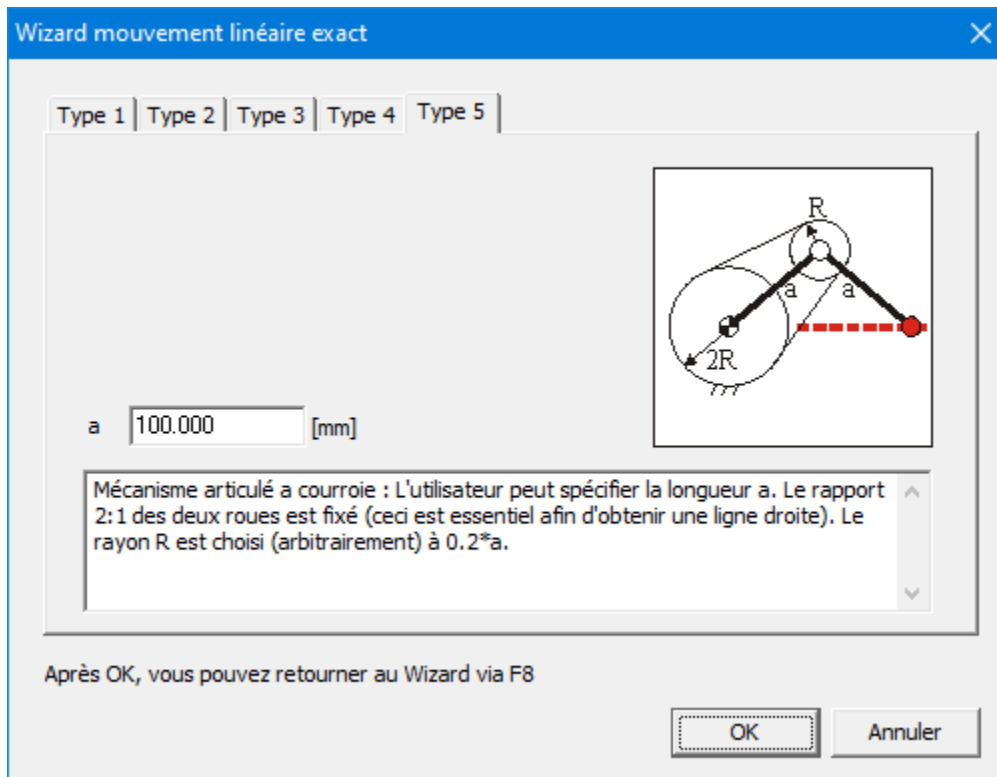 Wizard mouvement linéaire exact
Type 1 Type 2 Type 3 Type 4 Type 5
R
a a
2R
a 100.000 [mm]
Mécanisme articulé a courroie : L'utilisateur peut spécifier la longueur a. Le rapport
2:1 des deux roues est fixé (ceci est essentiel afin d'obtenir une ligne droite). Le
rayon R est choisi (arbitrairement) à 0.2*a.
Après OK, vous pouvez retourner au Wizard via F8
OK Annuler